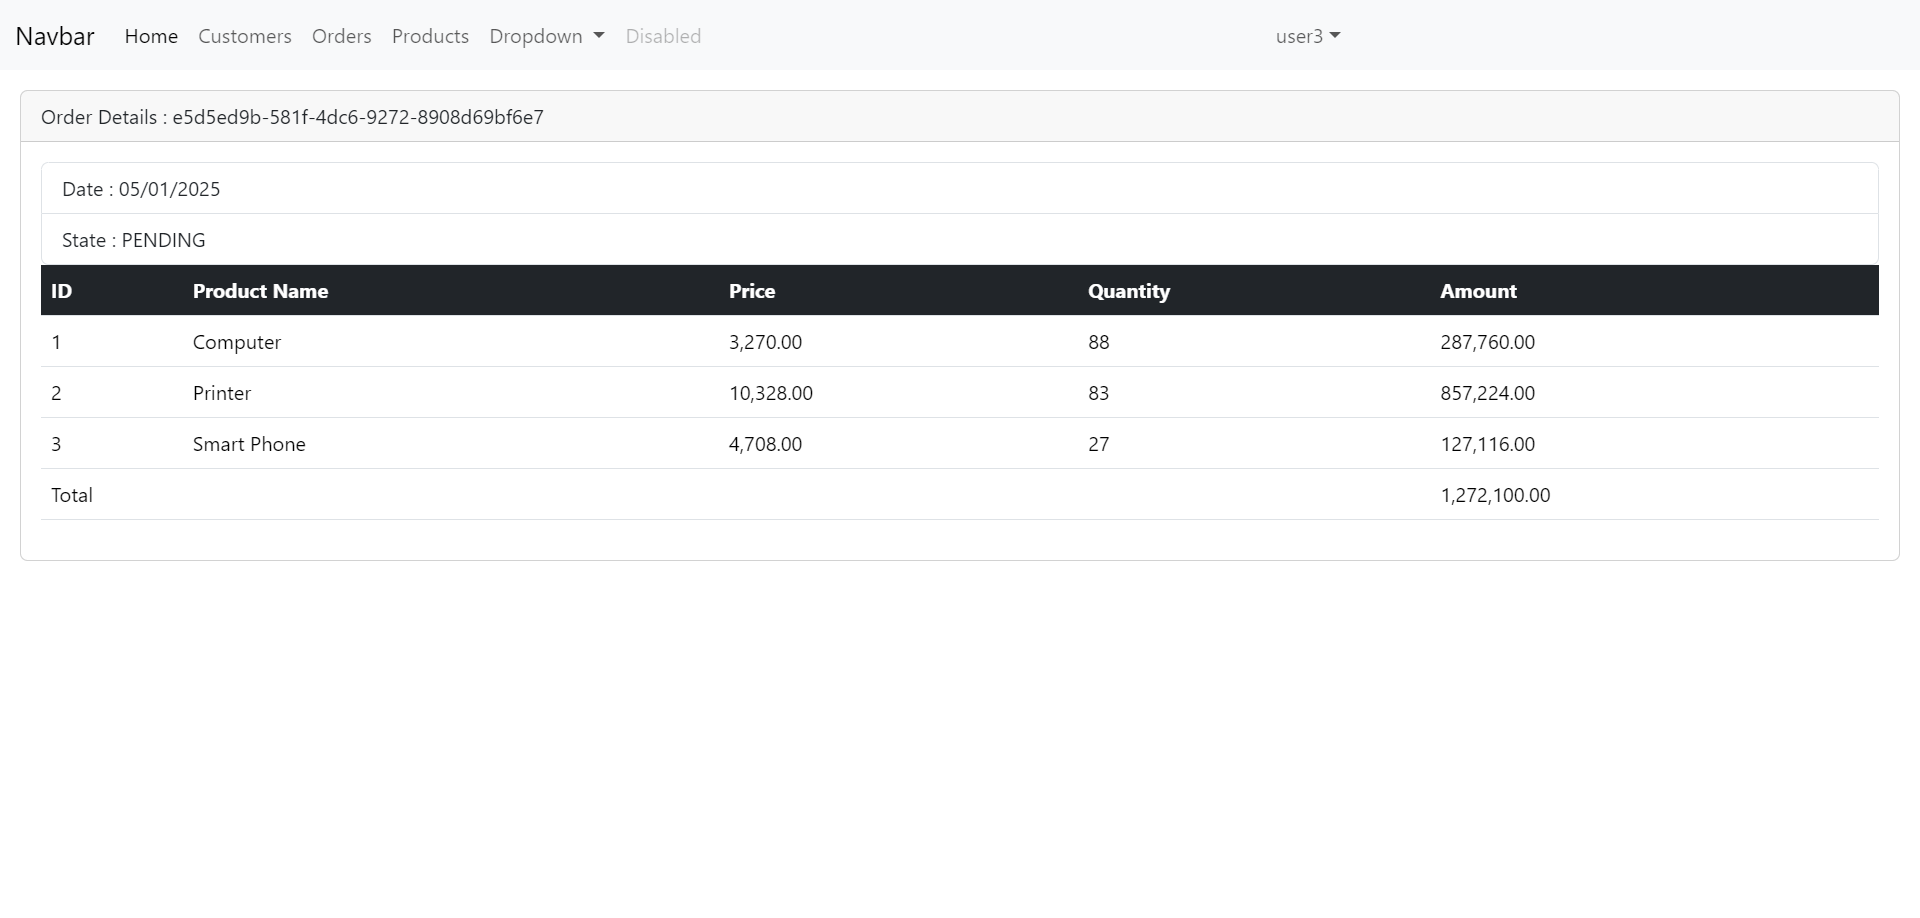 Navbar Home Customers Orders Products Dropdown Disabled user3
Order Details : e5d5ed9b-581f-4dc6-9272-8908d69bf6e7
Date : 05/01/2025
State : PENDING
ID Product Name Price Quantity Amount
1 Computer 3,270.00 88 287,760.00
2 Printer 10,328.00 83 857,224.00
3 Smart Phone 4,708.00 27 127,116.00
Total 1,272,100.00